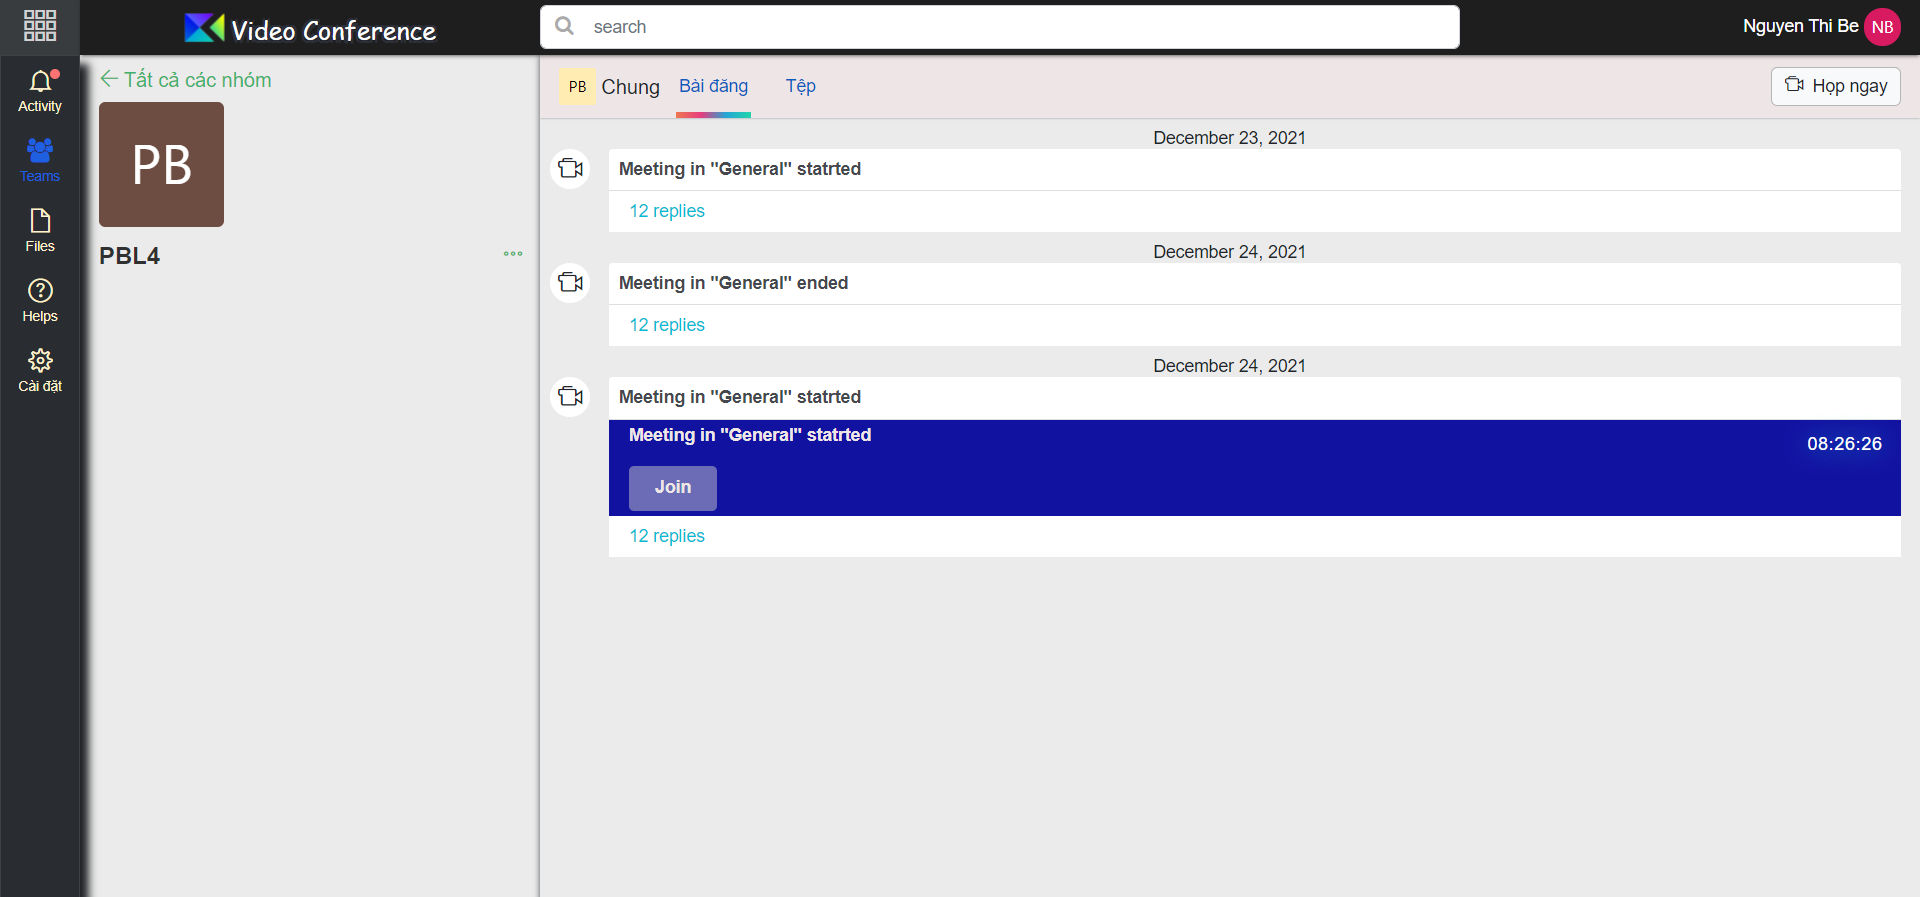 Video Conference
search
Nguyen Thi Be
NB
Activity
Teams
Files
Helps
Cài đặt
Tất cả các nhóm
PB
PBL4
PB
Chung
Bài đăng
Tệp
Họp ngay
December 23, 2021
Meeting in "General" statrted
12 replies
December 24, 2021
Meeting in "General" ended
12 replies
December 24, 2021
Meeting in "General" statrted
Meeting in "General" statrted
08:26:26
Join
12 replies